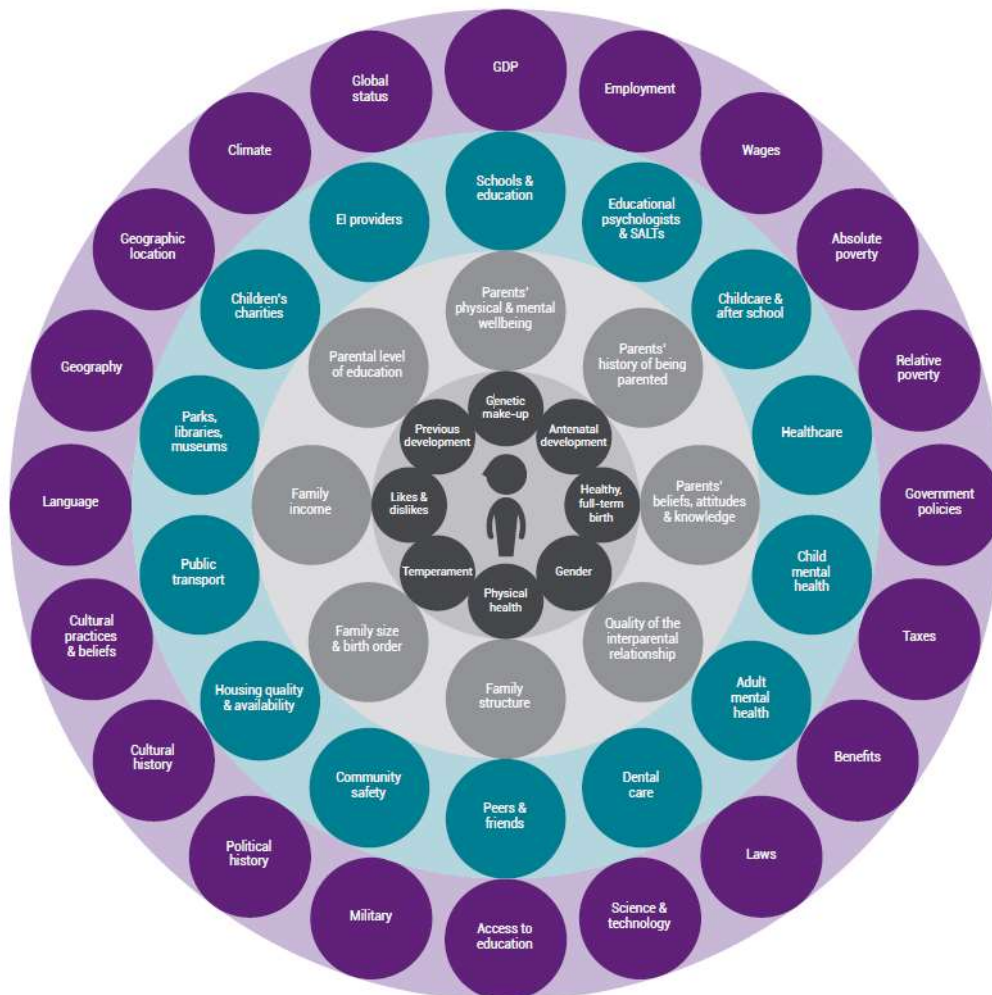 GDP
Employment
Wages
Absolute
poverty
Relative
poverty
Government
policies
Taxes
Benefits
Laws
Science &
technology
Access to
education
Military
Political
history
Cultural
history
Cultural
practices
& beliefs
Language
Geography
Geographic
location
Climate
Global
status
Schools &
education
Educational
psychologists
& SALTs
Childcare &
after school
Healthcare
Child
mental
health
Adult
mental
health
Dental
care
Peers &
friends
Community
safety
Housing quality
& availability
Public
transport
Parks,
libraries,
museums
Children's
charities
EI providers
Parents'
physical & mental
wellbeing
Parents'
history of being
parented
Parents'
beliefs, attitudes
& knowledge
Quality of the
interparental
relationship
Family
structure
Family size
& birth order
Family
income
Parental level
of education
Genetic
make-up
Antenatal
development
Healthy,
full-term
birth
Gender
Physical
health
Temperament
Likes &
dislikes
Previous
development